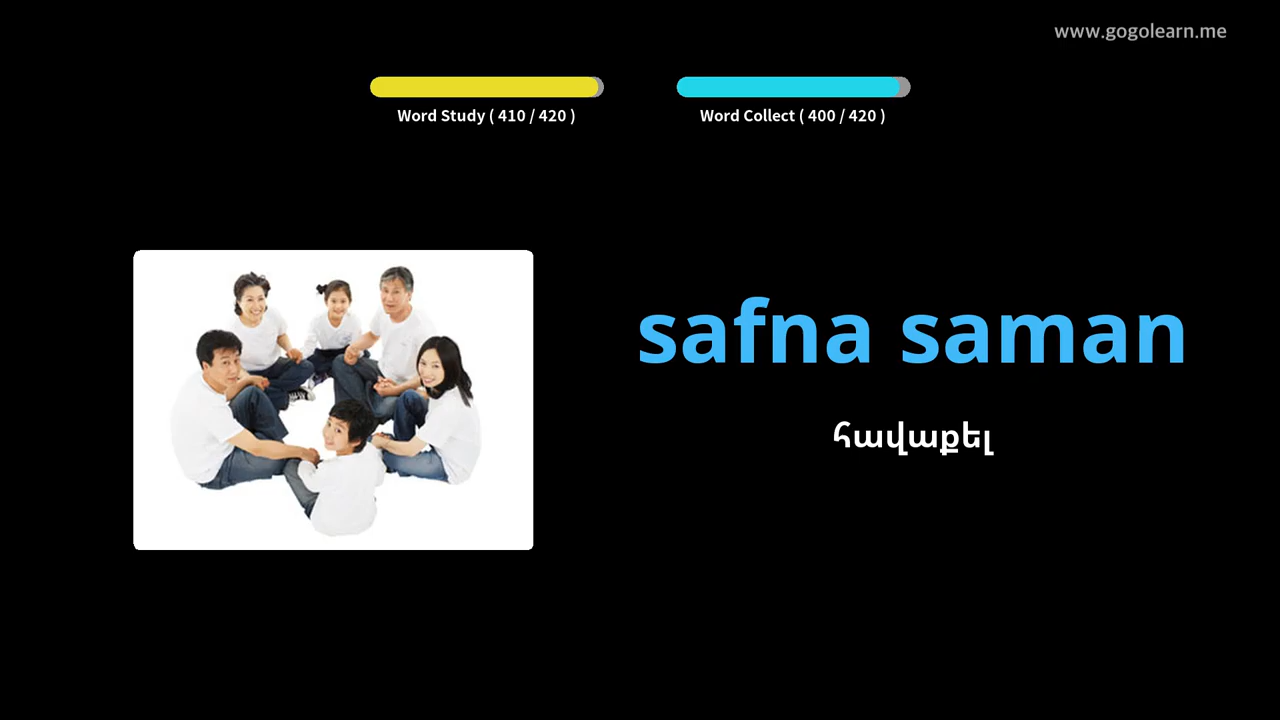 www.gogolearn.me
Word Study ( 410 / 420 )
Word Collect ( 400 / 420 )
safna saman
հավաքել